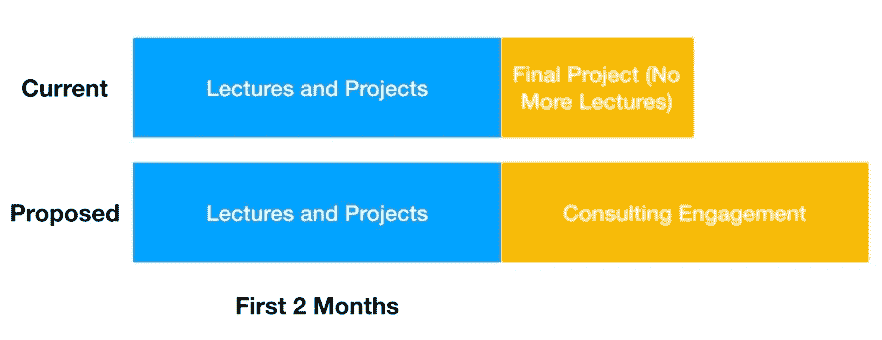 Current
Lectures and Projects
Final Project (No
More Lectures)
Proposed
Lectures and Projects
Consulting Engagement
First 2 Months